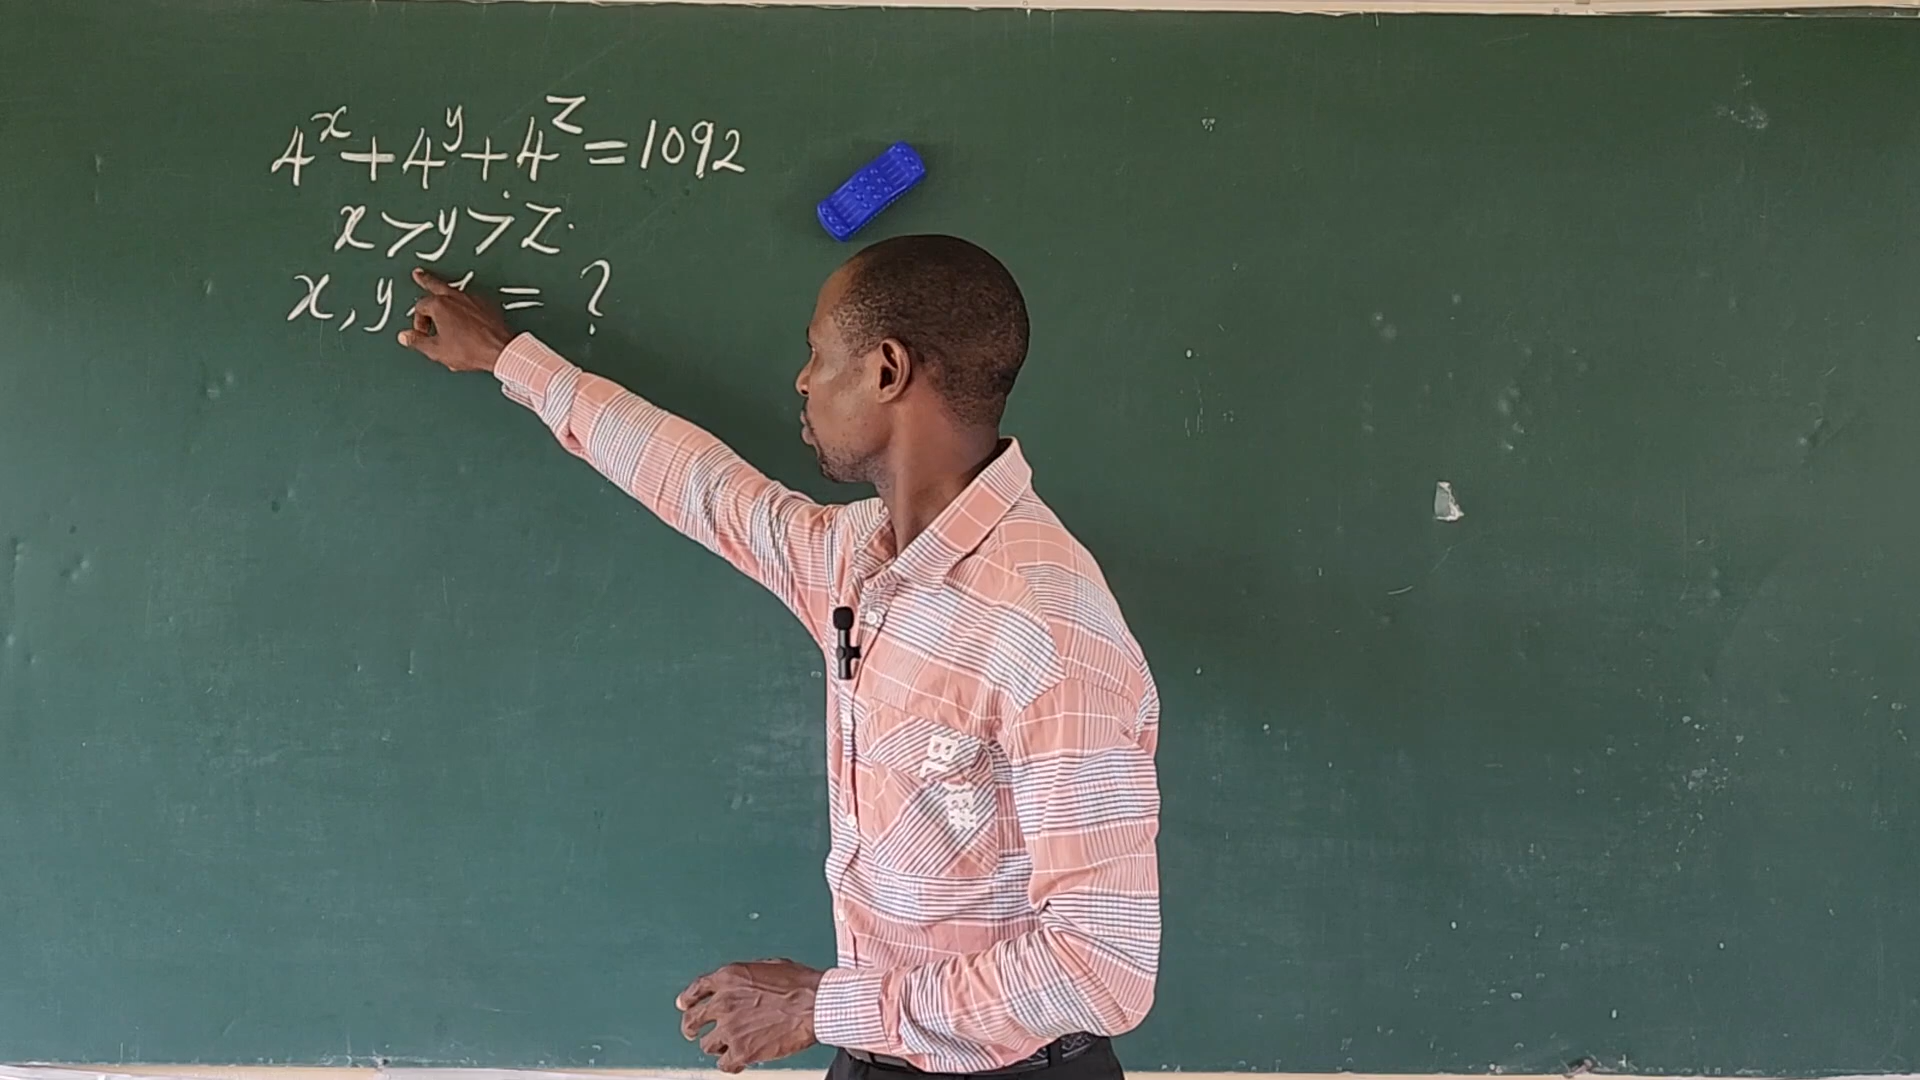 4^x + 4^y + 4^z = 1092
x > y > z.
x, y, = ?